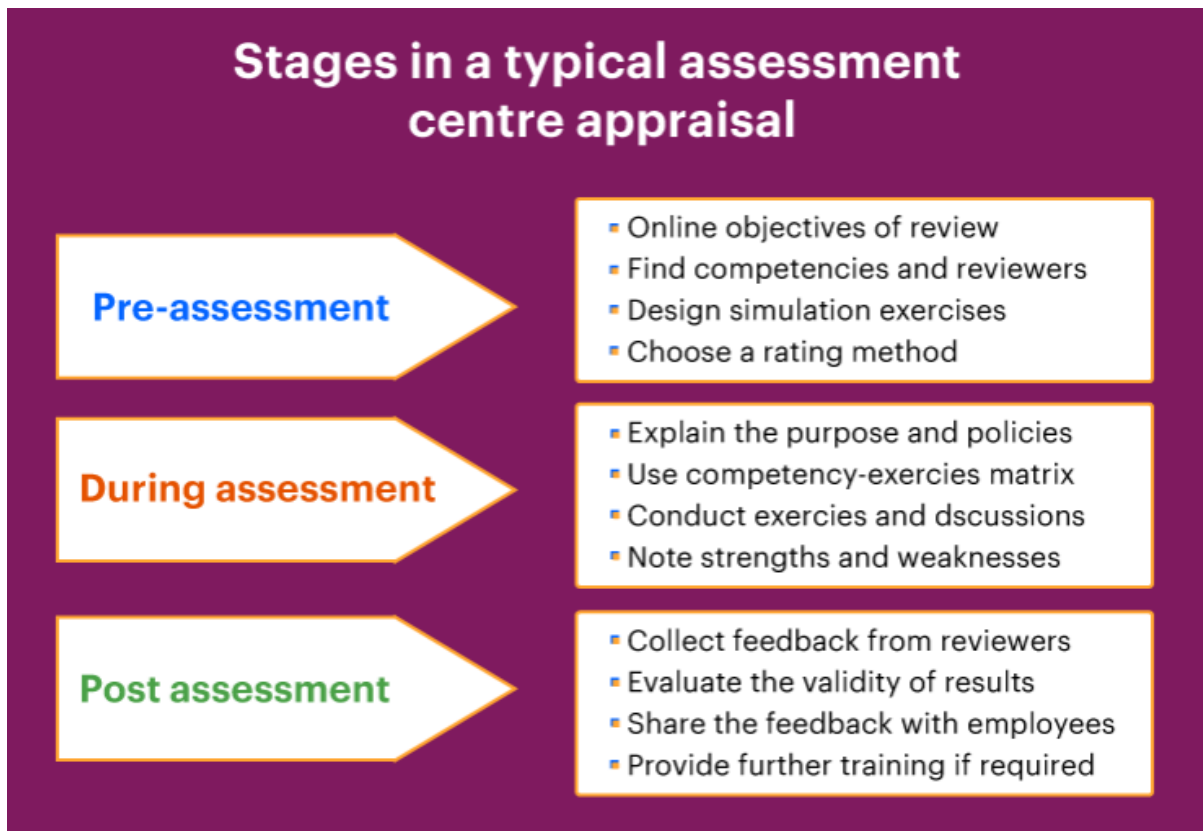 Stages in a typical assessment
centre appraisal
Pre-assessment
Online objectives of review
Find competencies and reviewers
Design simulation exercises
Choose a rating method
During assessment
Explain the purpose and policies
Use competency-exercies matrix
Conduct exercies and dscussions
Note strengths and weaknesses
Post assessment
Collect feedback from reviewers
Evaluate the validity of results
Share the feedback with employees
Provide further training if required